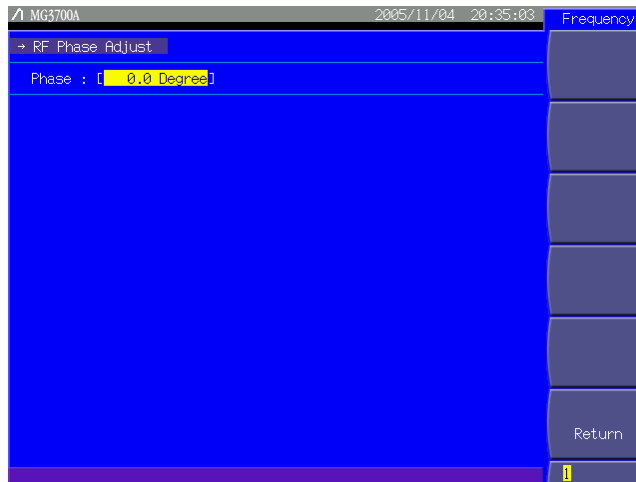 MG3700A 2005/11/04 20:35:03 Frequency
→ RF Phase Adjust
Phase : [ 0.0 Degree]
Return
1